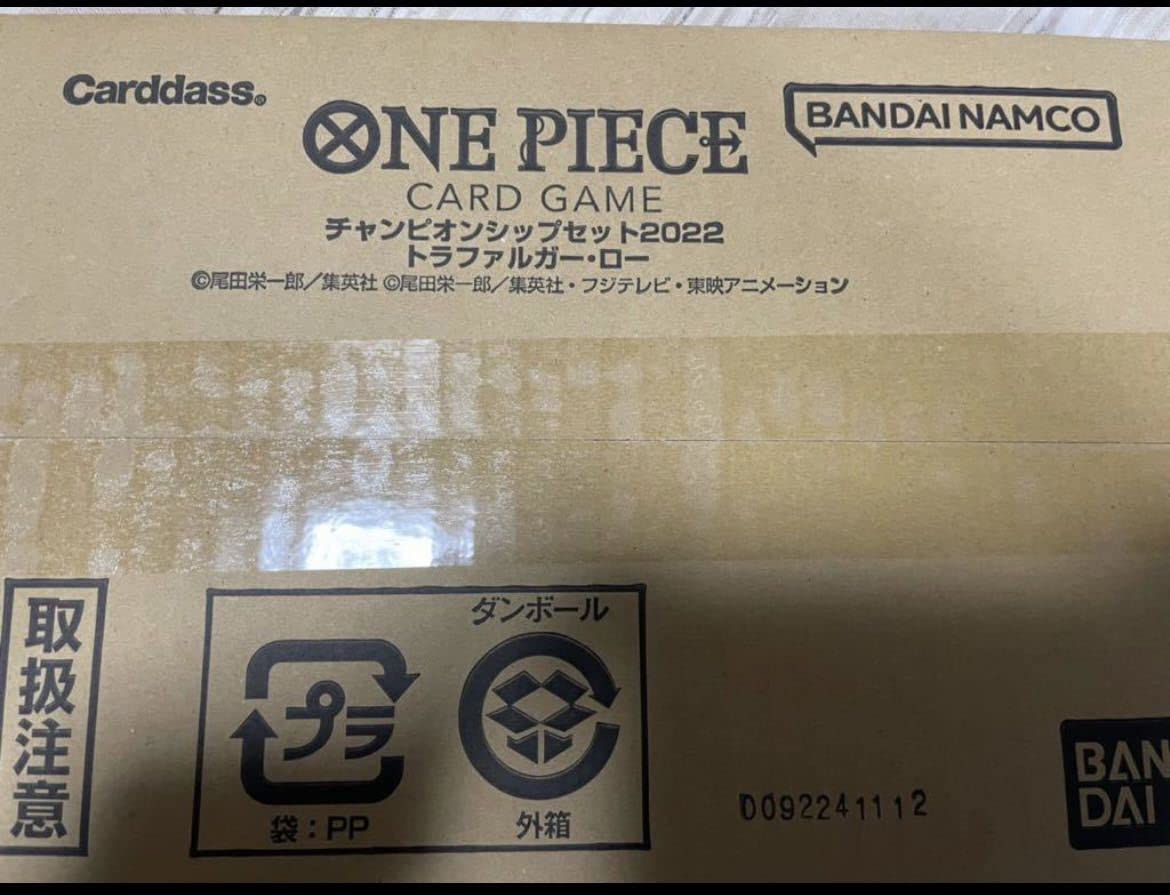 Carddass®
ONE PIECE
BANDAI NAMCO
CARD GAME
チャンピオンシップセット2022
トラファルガー・ロー
©尾田栄一郎／集英社 ©尾田栄一郎／集英社・フジテレビ・東映アニメーション
取扱注意
プラ
袋：PP
ダンボール
外箱
D092241112
BAN
DAI